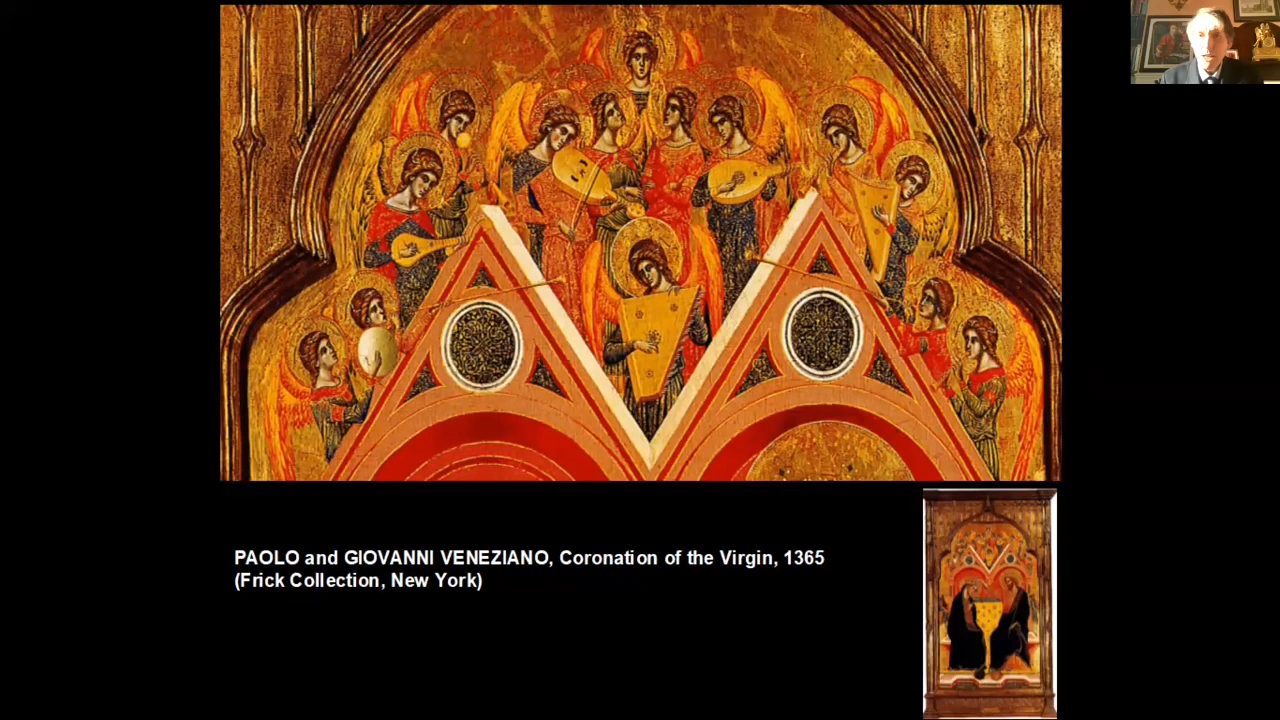 PAOLO and GIOVANNI VENEZIANO, Coronation of the Virgin, 1365
(Frick Collection, New York)